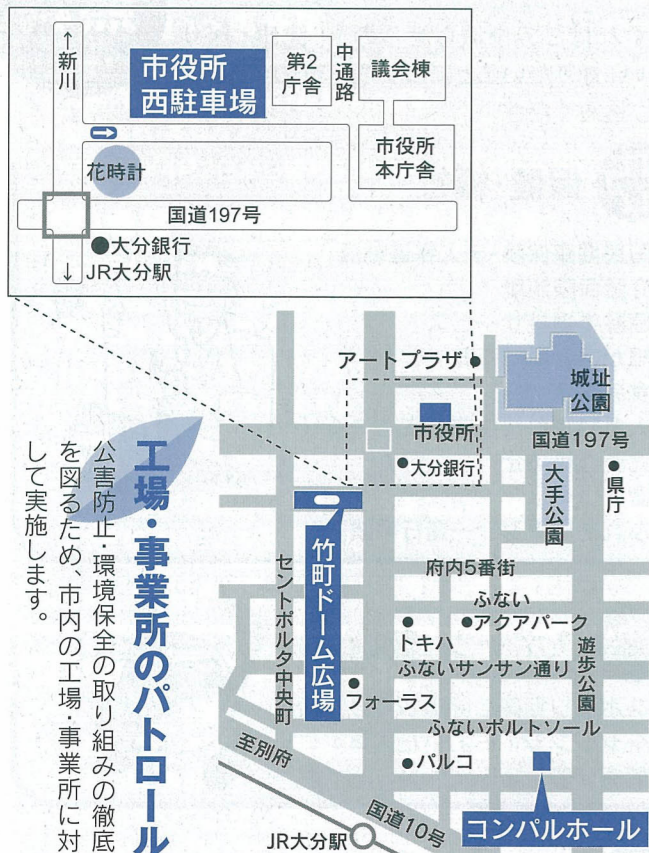 ↑新川
市役所
西駐車場
第2
庁舎
中通路
議会棟
市役所
本庁舎
花時計
国道197号
大分銀行
↓JR大分駅
アートプラザ
城址
公園
市役所
国道197号
大分銀行
大手公園
県庁
竹町ドーム広場
セントポルタ中央町
府内5番街
ふない
アクアパーク
トキハ
ふないサンサン通り
遊歩公園
フォーラス
ふないポルトソール
至別府
パルコ
国道10号
コンパルホール
JR大分駅
工場・事業所のパトロール
公害防止・環境保全の取り組みの徹底
を図るため、市内の工場・事業所に対
して実施します。